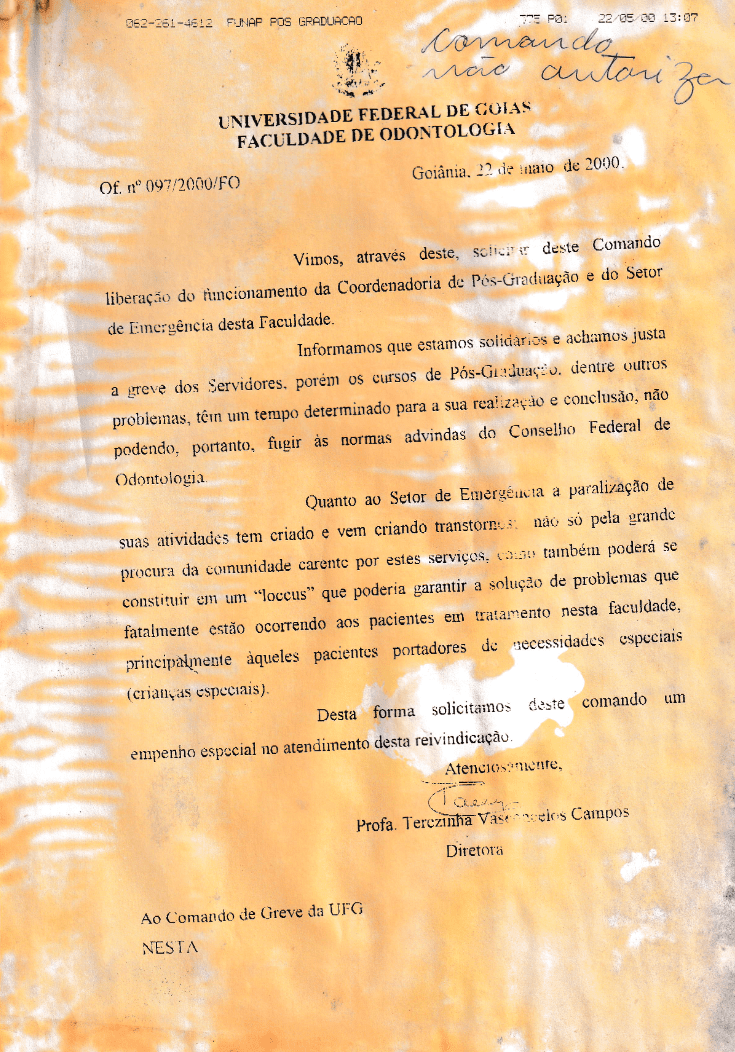 062-261-4612 FUNAP POS GRADUACAO 775 P01 22/05/00 13:07
Comando
não autoriza
UNIVERSIDADE FEDERAL DE GOIAS
FACULDADE DE ODONTOLOGIA
Of. nº 097/2000/FO
Goiânia, 22 de maio de 2000.
Vimos, através deste, solicitar deste Comando
liberação do funcionamento da Coordenadoria de Pós-Graduação e do Setor
de Emergência desta Faculdade.
Informamos que estamos solidários e achamos justa
a greve dos Servidores, porém os cursos de Pós-Graduação, dentre outros
problemas, têm um tempo determinado para a sua realização e conclusão, não
podendo, portanto, fugir às normas advindas do Conselho Federal de
Odontologia.
Quanto ao Setor de Emergência a paralização de
suas atividades tem criado e vem criando transtornos: não só pela grande
procura da comunidade carente por estes serviços, como também poderá se
constituir em um “loccus” que poderia garantir a solução de problemas que
fatalmente estão ocorrendo aos pacientes em tratamento nesta faculdade,
principalmente àqueles pacientes portadores de necessidades especiais
(crianças especiais).
Desta forma solicitamos deste comando um
empenho especial no atendimento desta reivindicação.
Atenciosamente,
Profa. Terezinha Vasconcelos Campos
Diretora
Ao Comando de Greve da UFG
NESTA